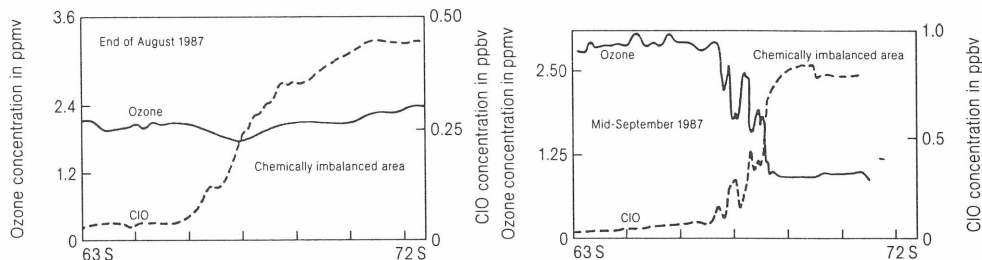 Ozone concentration in ppmv
3.6
2.4
1.2
0
End of August 1987
Ozone
ClO
Chemically imbalanced area
0.50
0.25
0
ClO concentration in ppbv
63 S
72 S
Ozone concentration in ppmv
2.50
1.25
0
Ozone
Mid-September 1987
ClO
Chemically imbalanced area
1.0
0.5
0
ClO concentration in ppbv
63 S
72 S